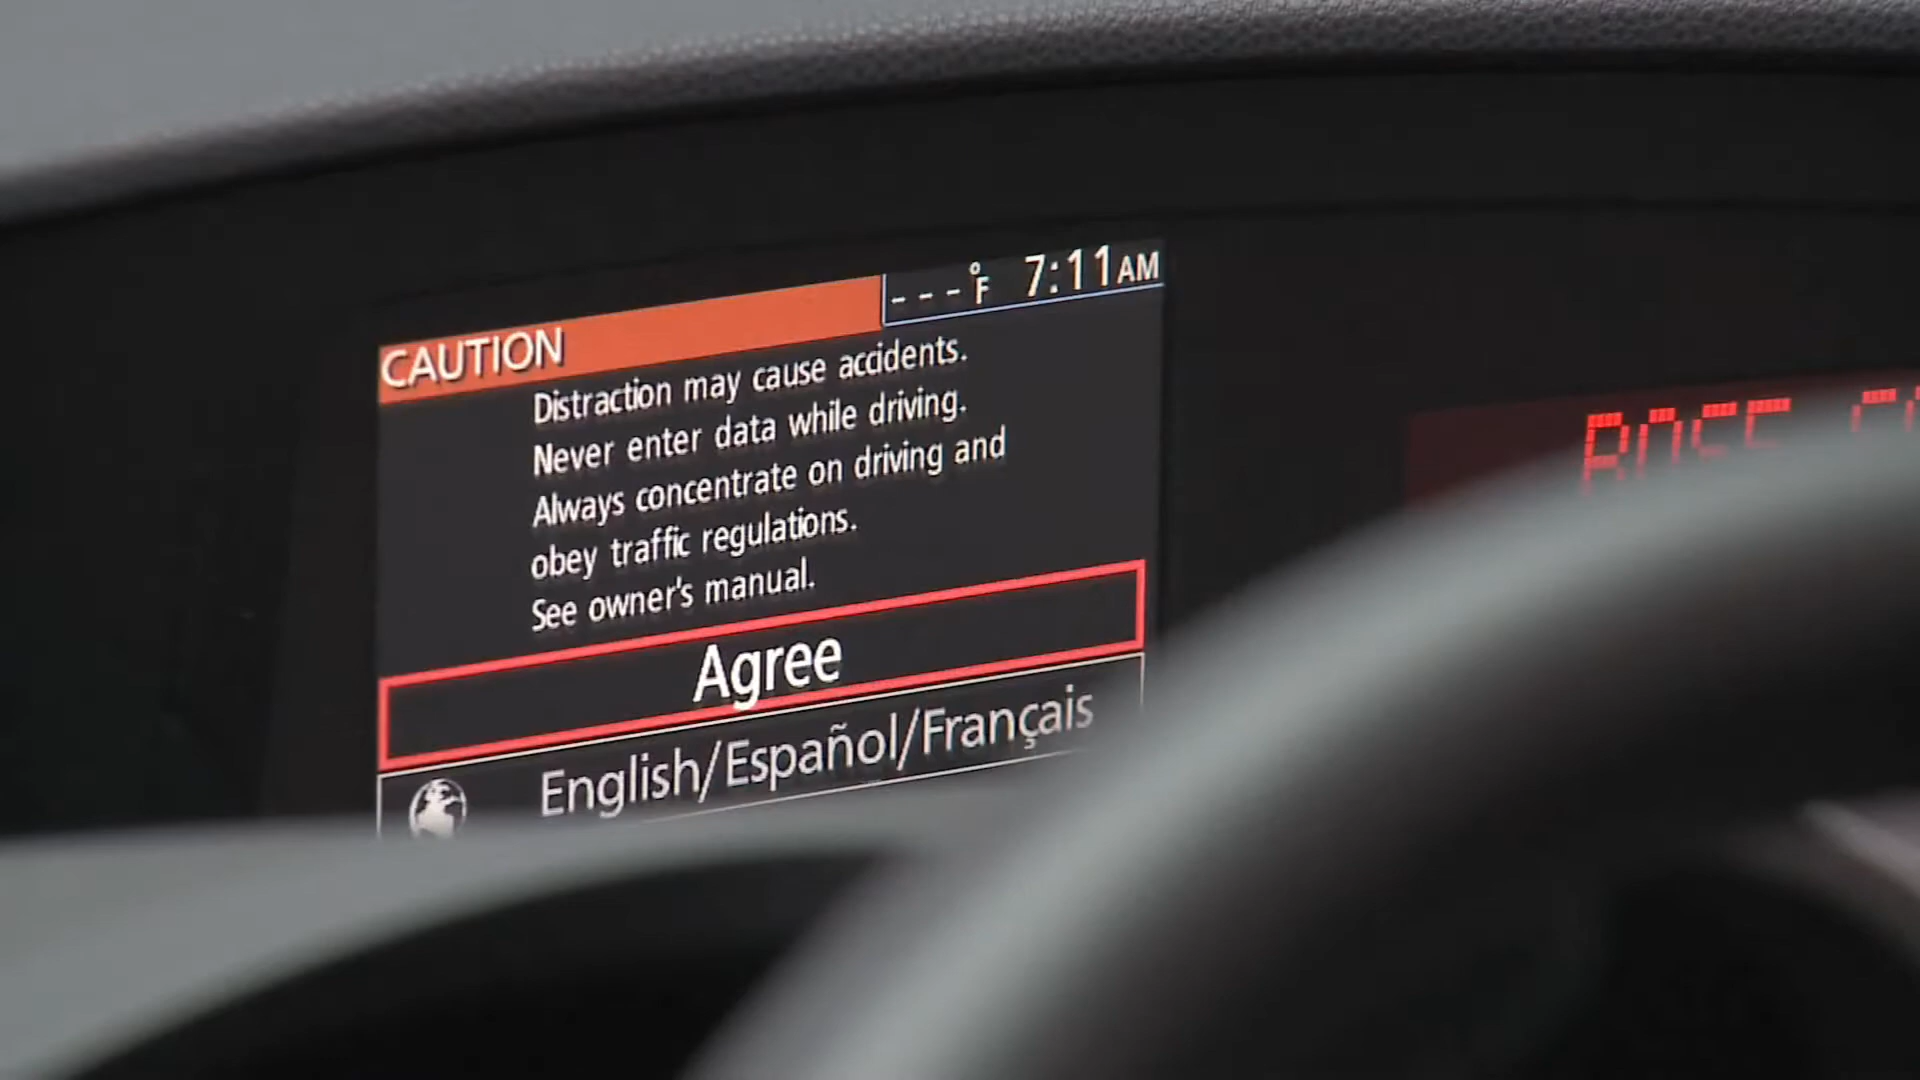 ---°F 7:11AM
CAUTION
Distraction may cause accidents.
Never enter data while driving.
Always concentrate on driving and
obey traffic regulations.
See owner's manual.
Agree
English/Español/Français